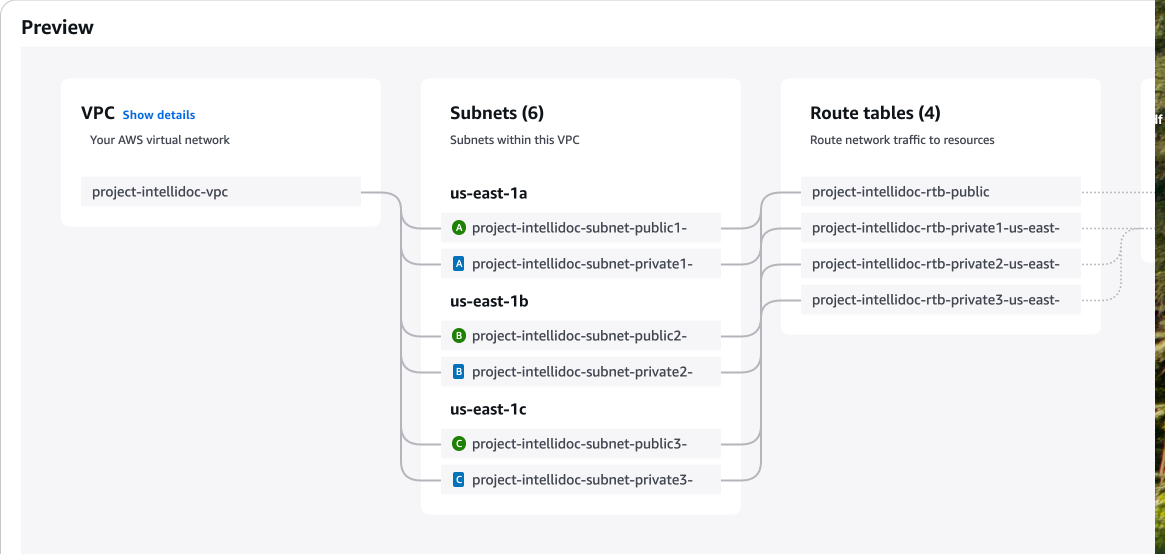 Preview
VPC Show details
Your AWS virtual network
project-intellidoc-vpc
Subnets (6)
Subnets within this VPC
us-east-1a
A project-intellidoc-subnet-public1-
A project-intellidoc-subnet-private1-
us-east-1b
B project-intellidoc-subnet-public2-
B project-intellidoc-subnet-private2-
us-east-1c
C project-intellidoc-subnet-public3-
C project-intellidoc-subnet-private3-
Route tables (4)
Route network traffic to resources
project-intellidoc-rtb-public
project-intellidoc-rtb-private1-us-east-
project-intellidoc-rtb-private2-us-east-
project-intellidoc-rtb-private3-us-east-